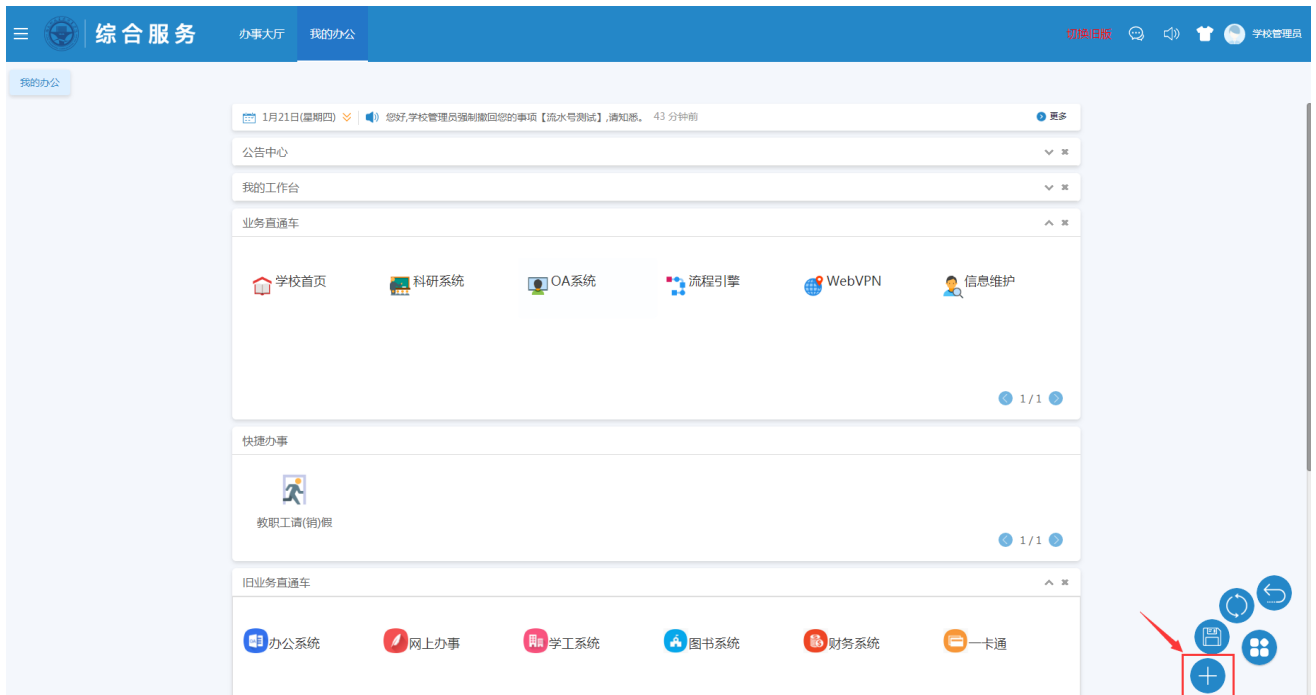 综合服务 办事大厅 我的办公 切换旧版 学校管理员
我的办公
1月21日(星期四) 您好,学校管理员强制撤回您的事项【流水号测试】,请知悉。 43 分钟前 更多
公告中心
我的工作台
业务直通车
学校首页 科研系统 OA系统 流程引擎 WebVPN 信息维护
1 / 1
快捷办事
教职工请(销)假
1 / 1
旧业务直通车
办公系统 网上办事 学工系统 图书系统 财务系统 一卡通